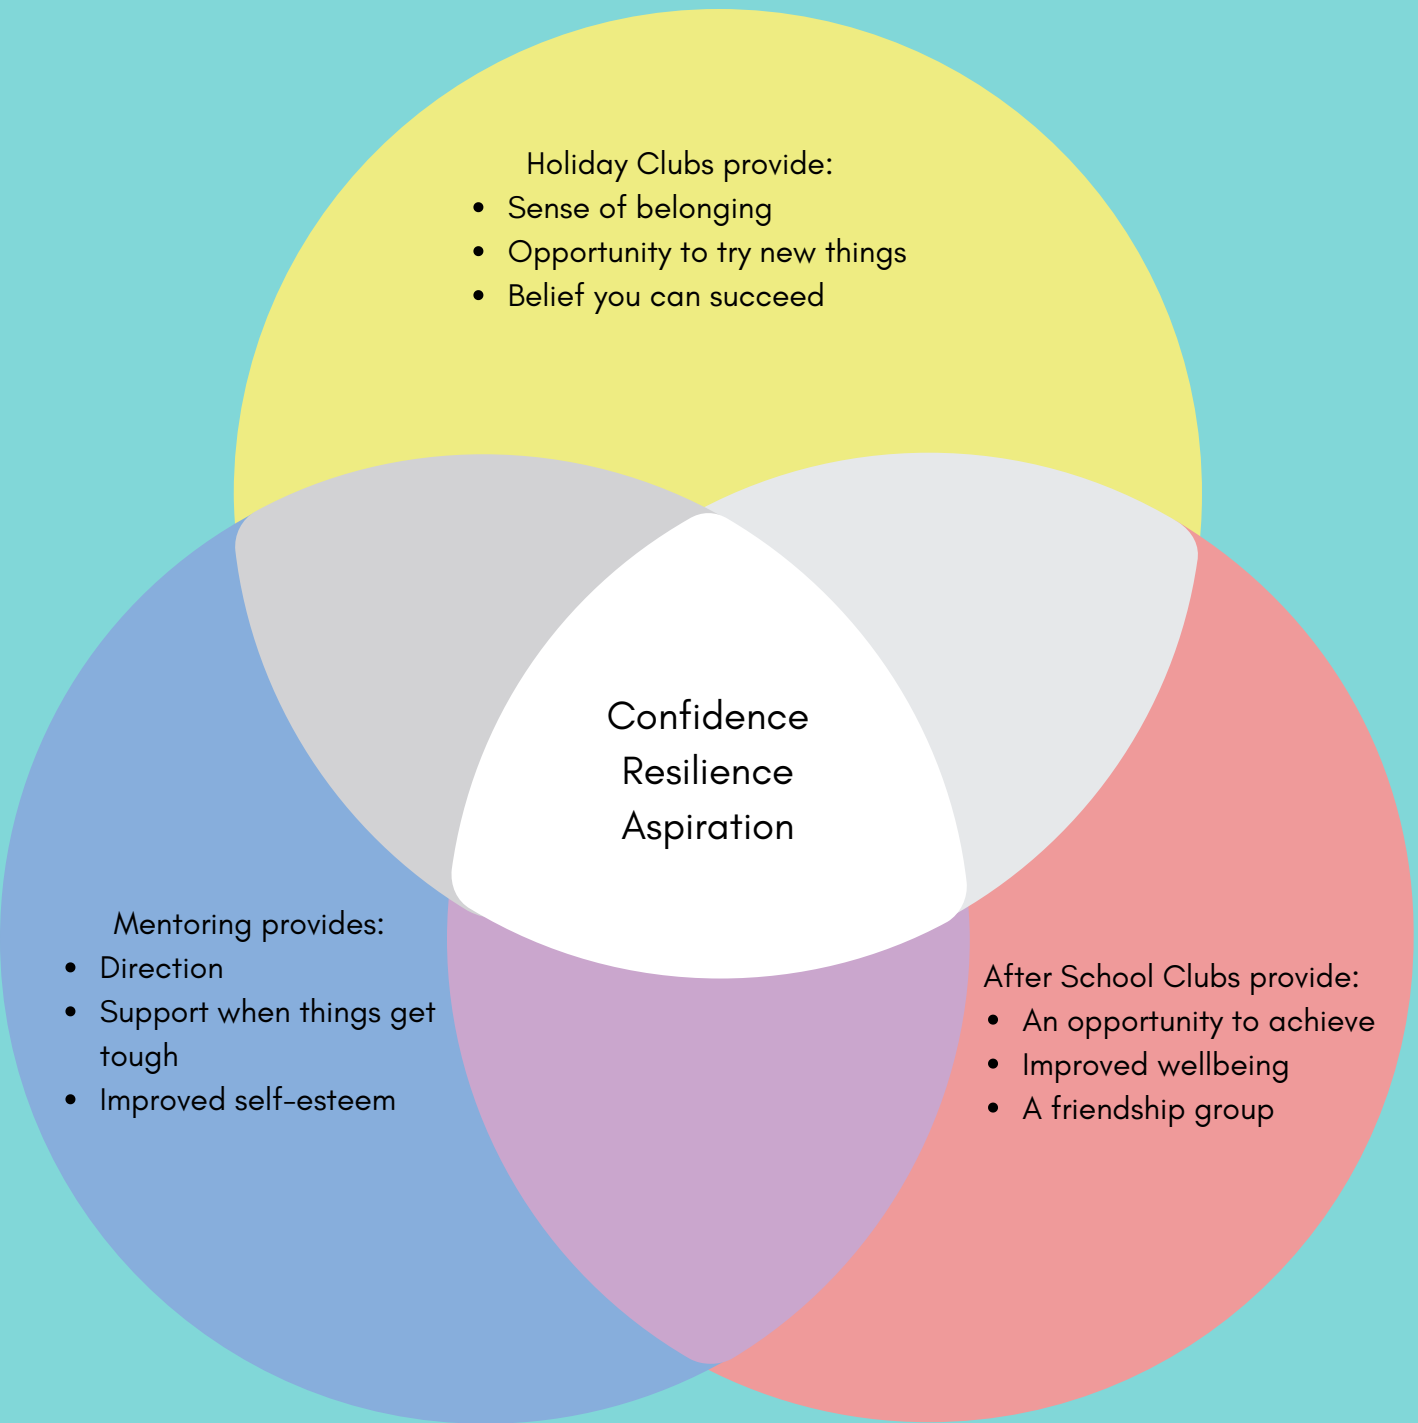 Holiday Clubs provide:
• Sense of belonging
• Opportunity to try new things
• Belief you can succeed
Confidence
Resilience
Aspiration
Mentoring provides:
• Direction
• Support when things get
tough
• Improved self-esteem
After School Clubs provide:
• An opportunity to achieve
• Improved wellbeing
• A friendship group